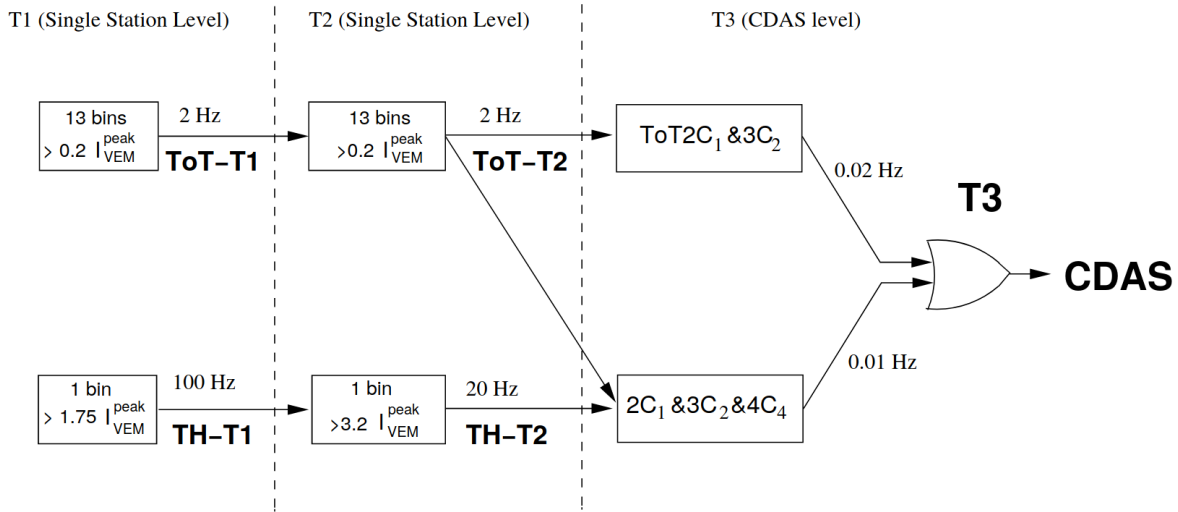 T1 (Single Station Level)
T2 (Single Station Level)
T3 (CDAS level)
13 bins
> 0.2 I_VEM^peak
2 Hz
ToT−T1
13 bins
>0.2 I_VEM^peak
2 Hz
ToT−T2
ToT2C₁ &3C₂
0.02 Hz
T3
CDAS
1 bin
> 1.75 I_VEM^peak
100 Hz
TH−T1
1 bin
>3.2 I_VEM^peak
20 Hz
TH−T2
2C₁ &3C₂&4C₄
0.01 Hz